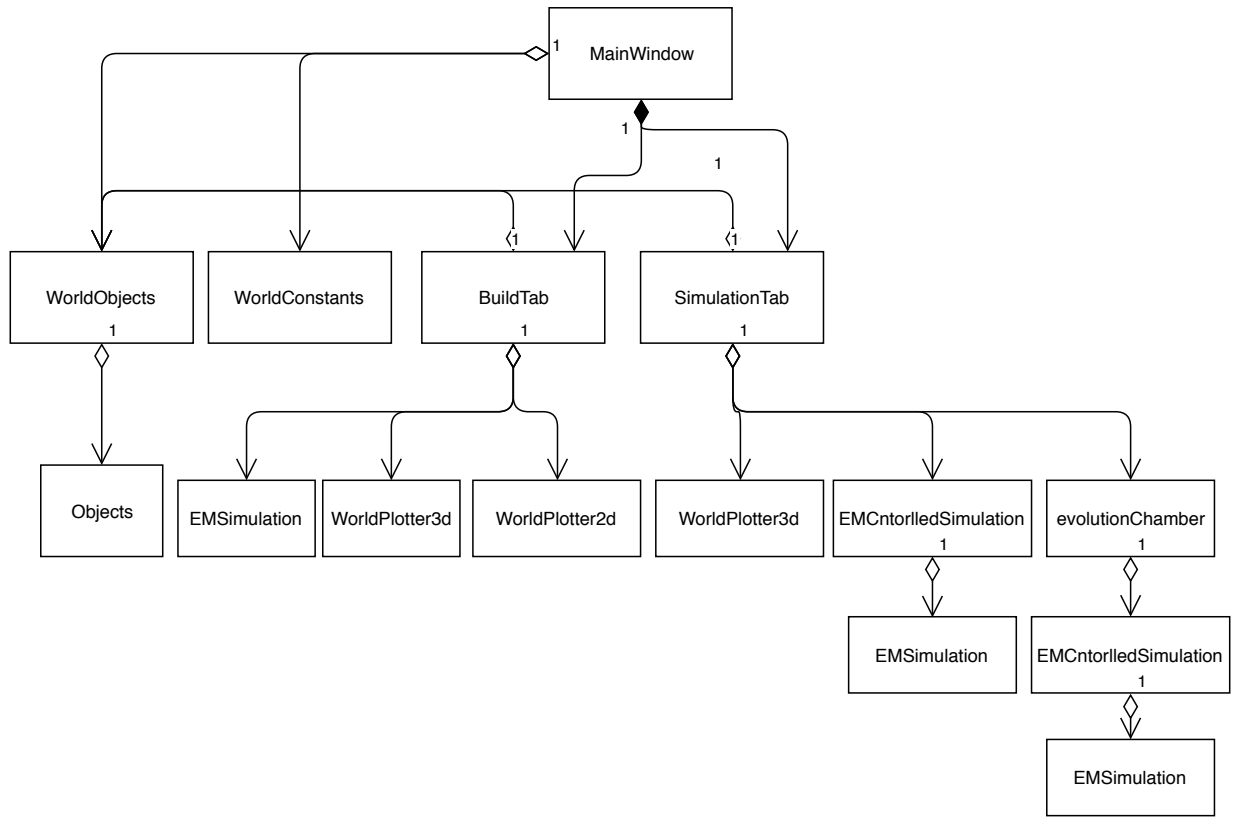 1
MainWindow
1
1
1
1
WorldObjects
WorldConstants
BuildTab
SimulationTab
1
1
1
Objects
EMSimulation
WorldPlotter3d
WorldPlotter2d
WorldPlotter3d
EMCntorlledSimulation
evolutionChamber
1
1
EMSimulation
EMCntorlledSimulation
1
EMSimulation